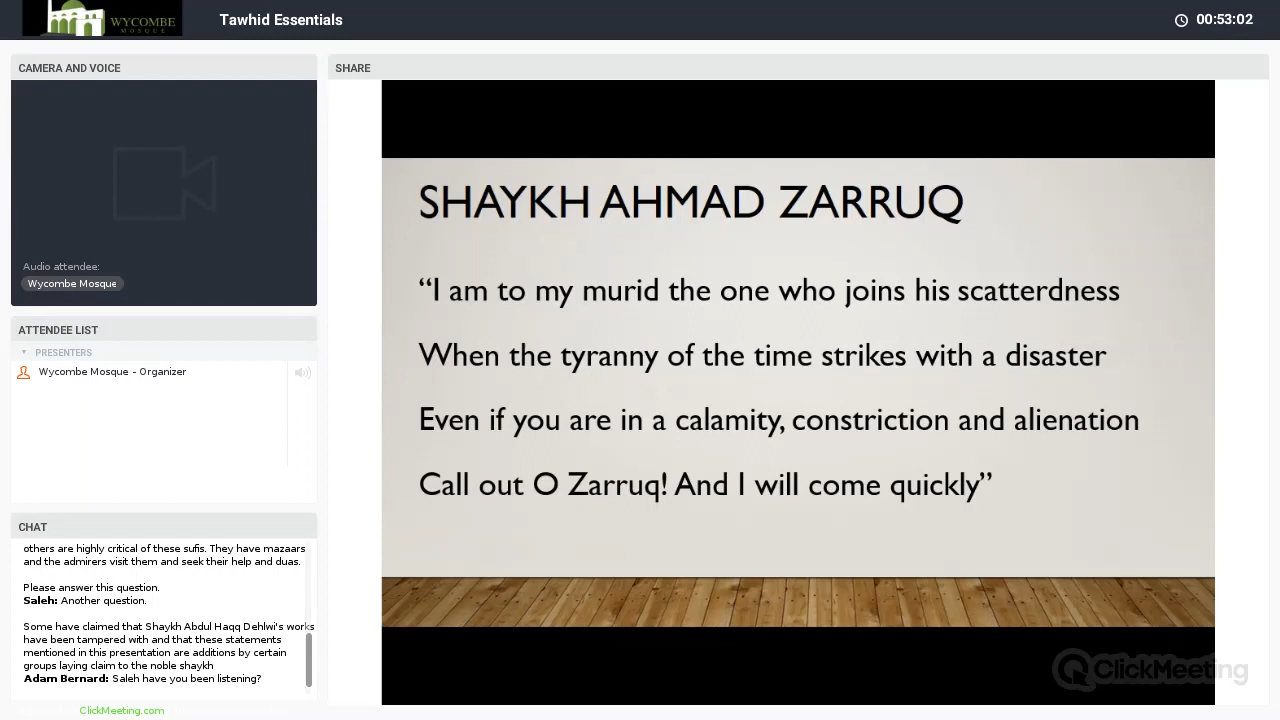 WYCOMBE
MOSQUE
Tawhid Essentials
00:53:02
CAMERA AND VOICE
Audio attendee:
Wycombe Mosque
ATTENDEE LIST
PRESENTERS
Wycombe Mosque - Organizer
CHAT
others are highly critical of these sufis. They have mazaars
and the admirers visit them and seek their help and duas.
Please answer this question.
Saleh: Another question.
Some have claimed that Shaykh Abdul Haqq Dehlwi's works
have been tampered with and that these statements
mentioned in this presentation are additions by certain
groups laying claim to the noble shaykh
Adam Bernard: Saleh have you been listening?
ClickMeeting.com
SHARE
SHAYKH AHMAD ZARRUQ
“I am to my murid the one who joins his scatterdness
When the tyranny of the time strikes with a disaster
Even if you are in a calamity, constriction and alienation
Call out O Zarruq! And I will come quickly”
ClickMeeting